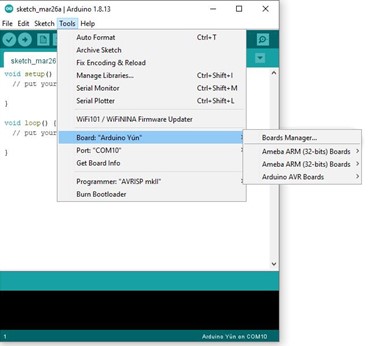 sketch_mar26a | Arduino 1.8.13
File Edit Sketch Tools Help
sketch_mar26a
void setup()
// put your
}
void loop() {
// put your
}
Auto Format Ctrl+T
Archive Sketch
Fix Encoding & Reload
Manage Libraries... Ctrl+Shift+I
Serial Monitor Ctrl+Shift+M
Serial Plotter Ctrl+Shift+L
WiFi101 / WiFiNINA Firmware Updater
Board: "Arduino Yún"
Port: "COM10"
Get Board Info
Programmer: "AVRISP mkII"
Burn Bootloader
Boards Manager...
Ameba ARM (32-bits) Boards
Ameba ARM (32-bits) Boards
Arduino AVR Boards
1 Arduino Yún on COM10